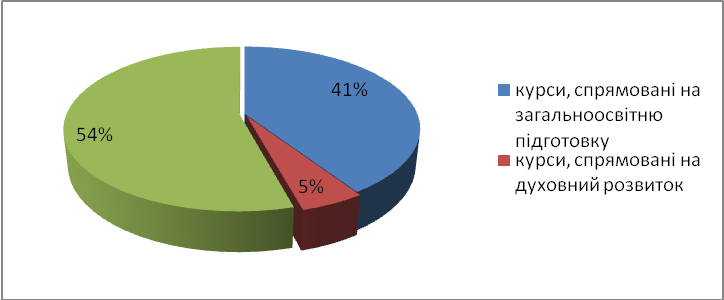 41%
54%
5%
курси, спрямовані на
загальноосвітню
підготовку
курси, спрямовані на
духовний розвиток